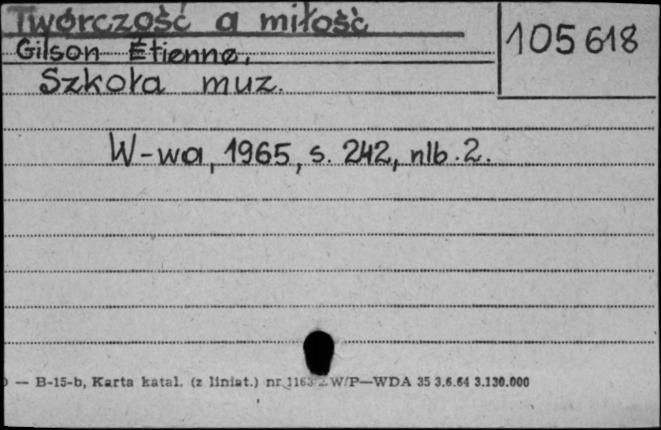 Twórczość a miłość
105 618
Gilson Étienne,
Szkoła muz.
W-wa, 1965, s. 242, nlb. 2.
— B-15-b, Karta katal. (z liniat.) nr W/P—WDA 35 3.6.64 3.130.000